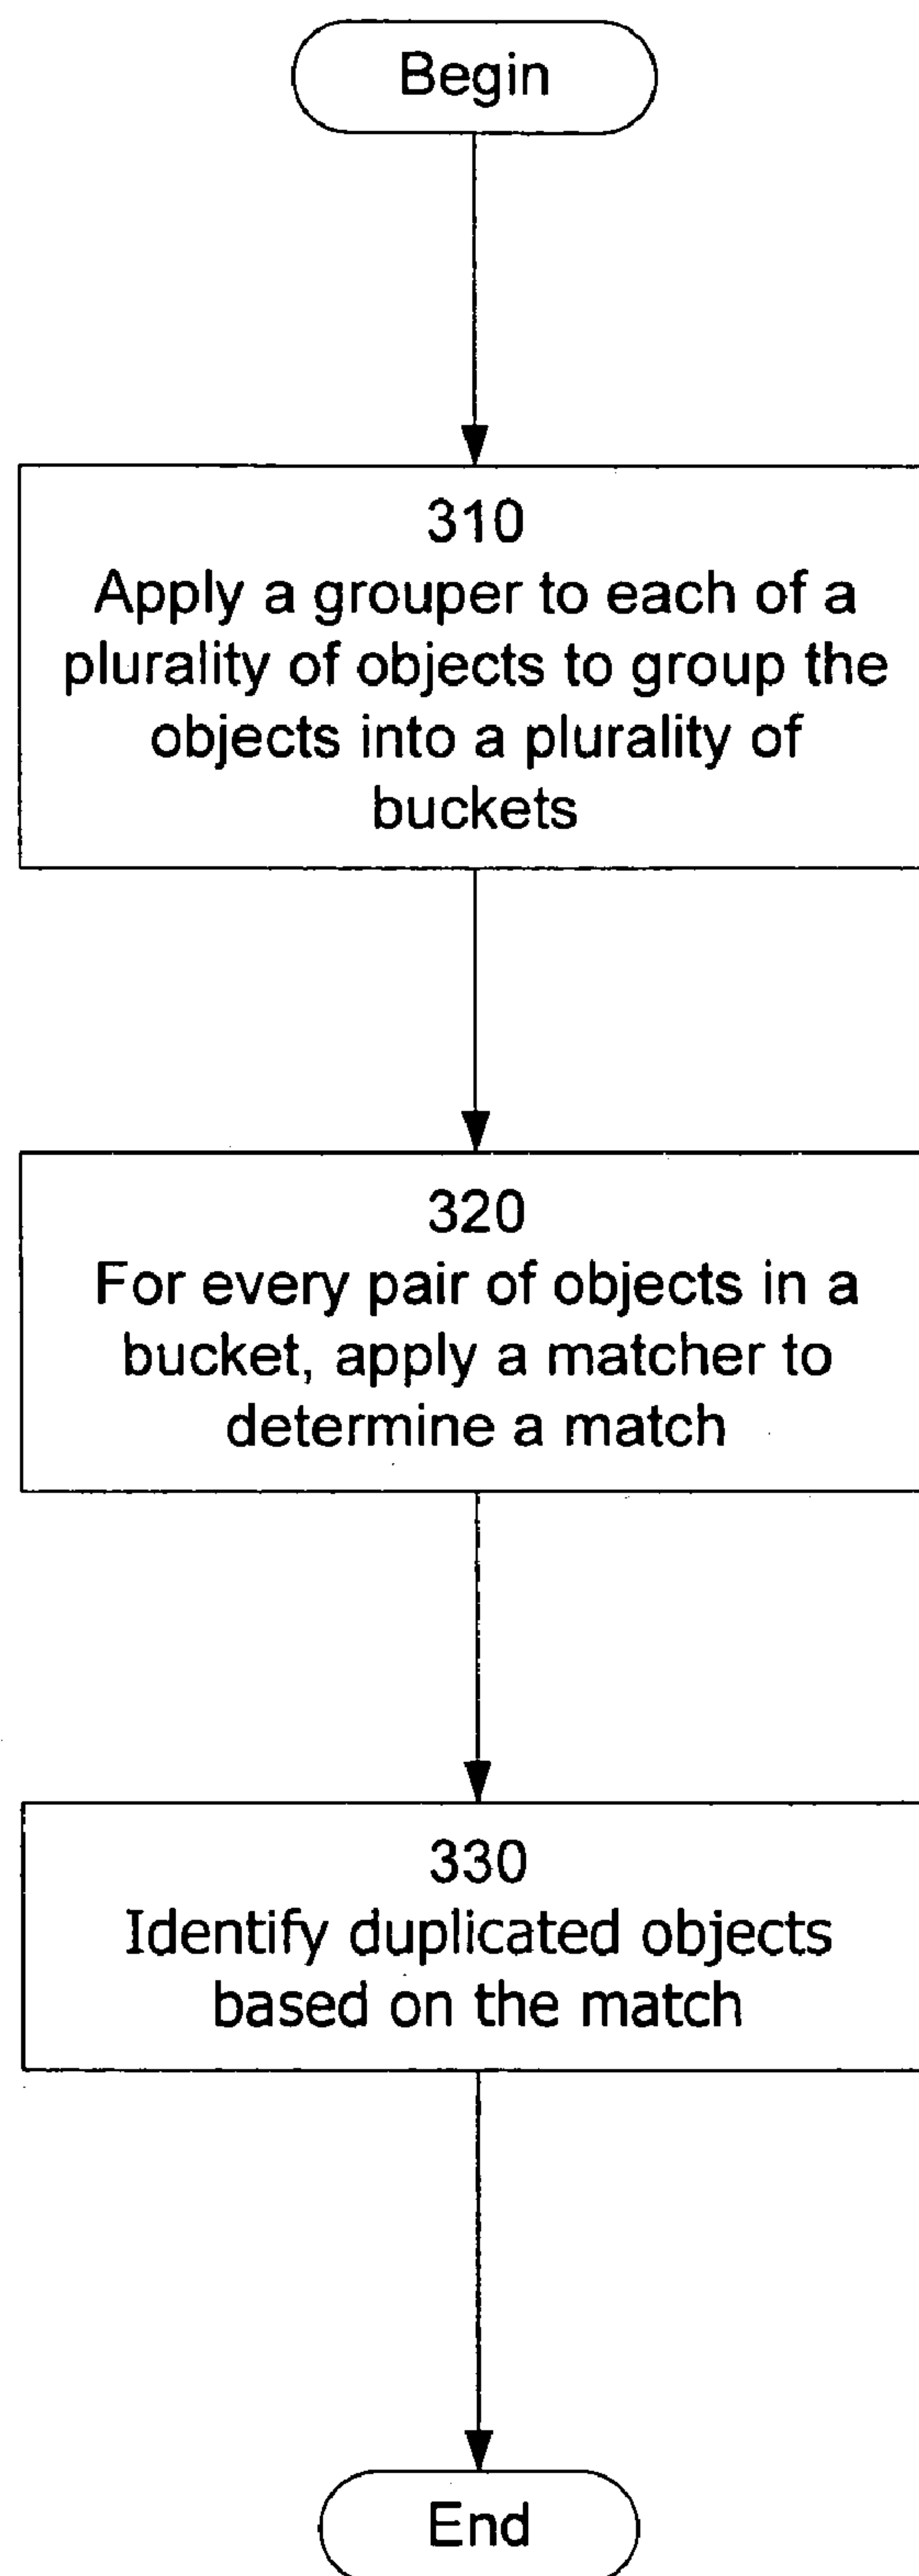 Begin
310
Apply a grouper to each of a
plurality of objects to group the
objects into a plurality of
buckets
320
For every pair of objects in a
bucket, apply a matcher to
determine a match
330
Identify duplicated objects
based on the match
End